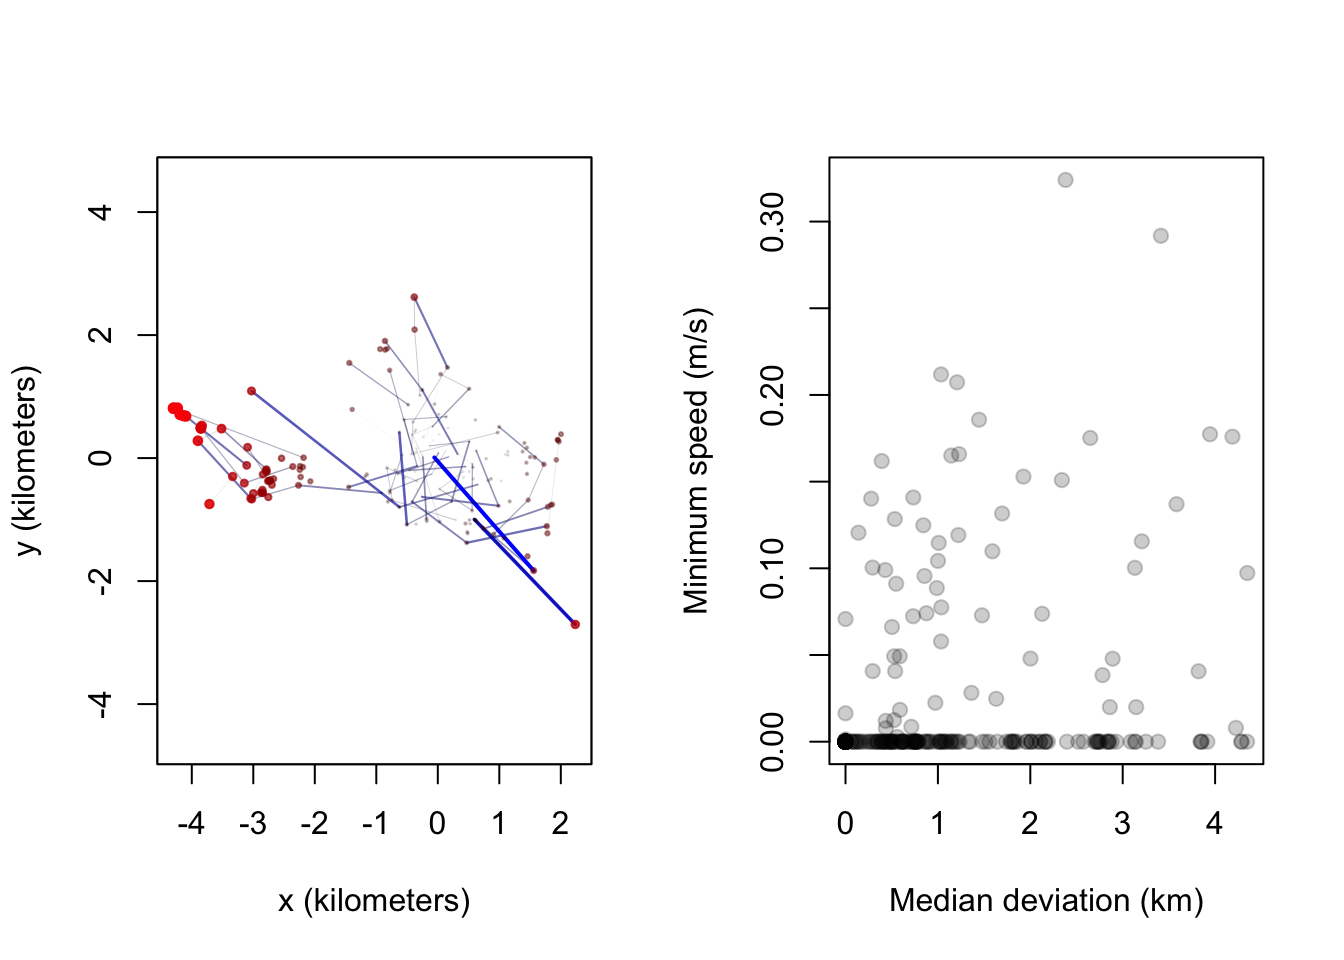 4
2
0
-2
-4
y (kilometers)
-4 -3 -2 -1 0 1 2
x (kilometers)
0.30
0.20
0.10
0.00
Minimum speed (m/s)
0 1 2 3 4
Median deviation (km)